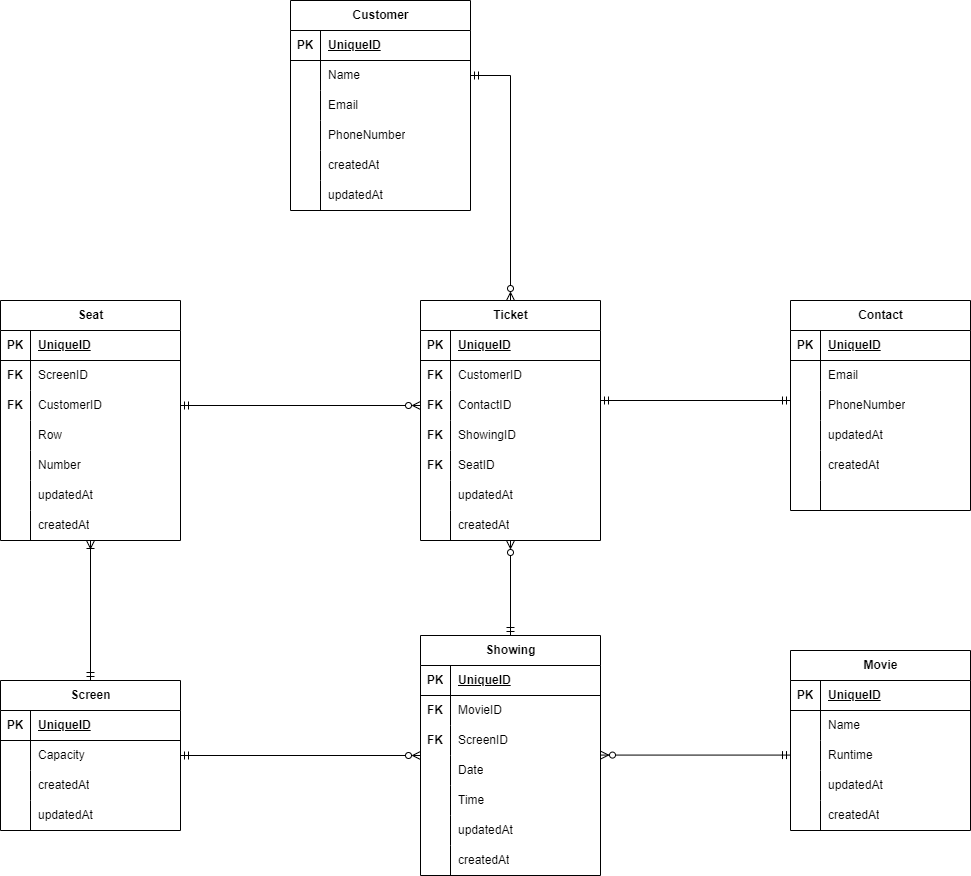 Customer
PK UniqueID
Name
Email
PhoneNumber
createdAt
updatedAt
Seat
PK UniqueID
FK ScreenID
FK CustomerID
Row
Number
updatedAt
createdAt
Ticket
PK UniqueID
FK CustomerID
FK ContactID
FK ShowingID
FK SeatID
updatedAt
createdAt
Contact
PK UniqueID
Email
PhoneNumber
updatedAt
createdAt
Screen
PK UniqueID
Capacity
createdAt
updatedAt
Showing
PK UniqueID
FK MovieID
FK ScreenID
Date
Time
updatedAt
createdAt
Movie
PK UniqueID
Name
Runtime
updatedAt
createdAt